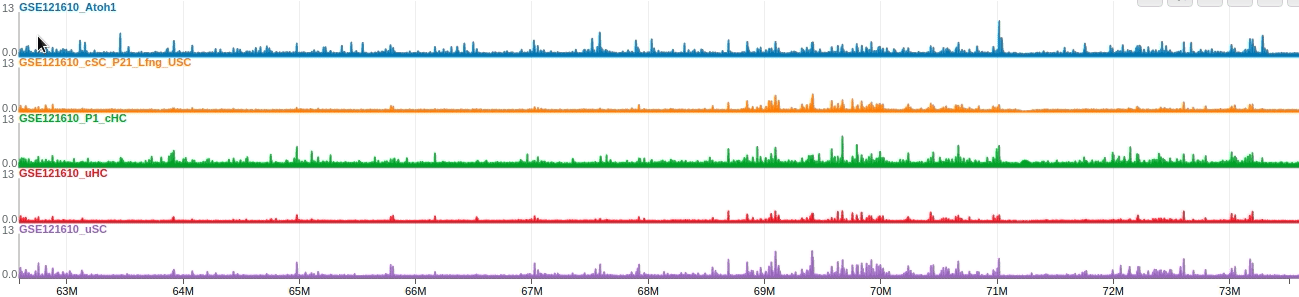 13 GSE121610_Atoh1
0.0
13 GSE121610_cSC_P21_Lfng_USC
0.0
13 GSE121610_P1_cHC
0.0
13 GSE121610_uHC
0.0
13 GSE121610_uSC
0.0
63M 64M 65M 66M 67M 68M 69M 70M 71M 72M 73M